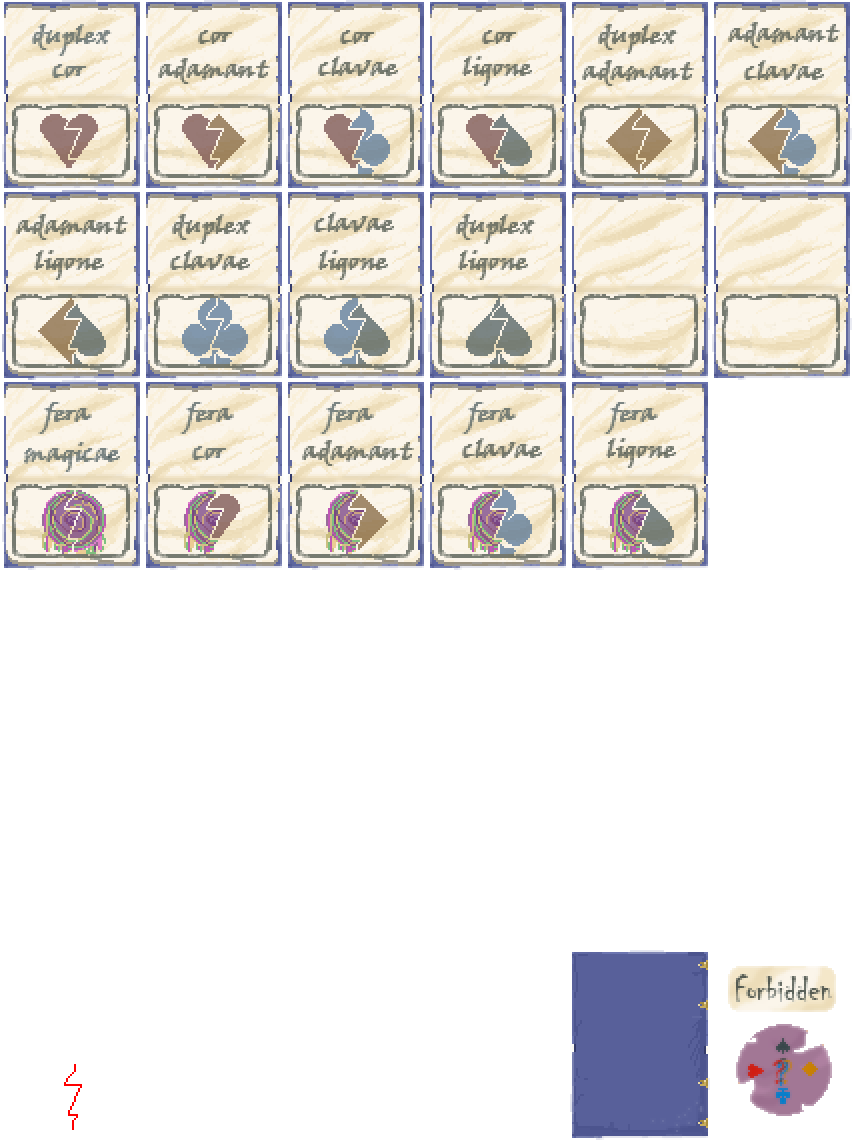 duplex
cor
cor
adamant
cor
clavae
cor
ligone
duplex
adamant
adamant
clavae
adamant
ligone
duplex
clavae
clavae
ligone
duplex
ligone
fera
magicae
fera
cor
fera
adamant
fera
clavae
fera
ligone
Forbidden
?